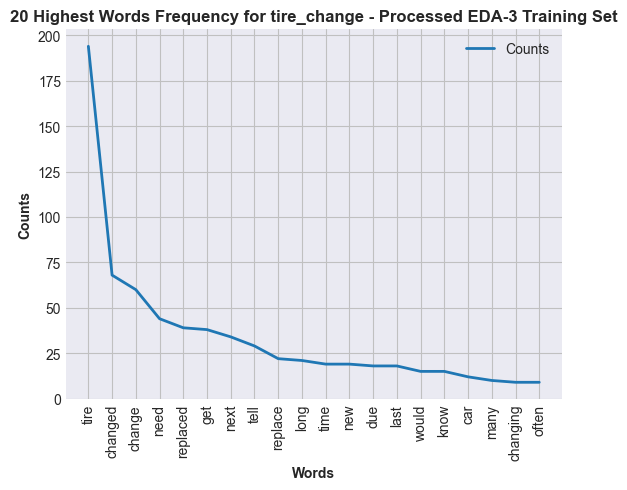 20 Highest Words Frequency for tire_change - Processed EDA-3 Training Set
Counts
200
175
150
125
100
75
50
25
0
Counts
tire
changed
change
need
replaced
get
next
tell
replace
long
time
new
due
last
would
know
car
many
changing
often
Words